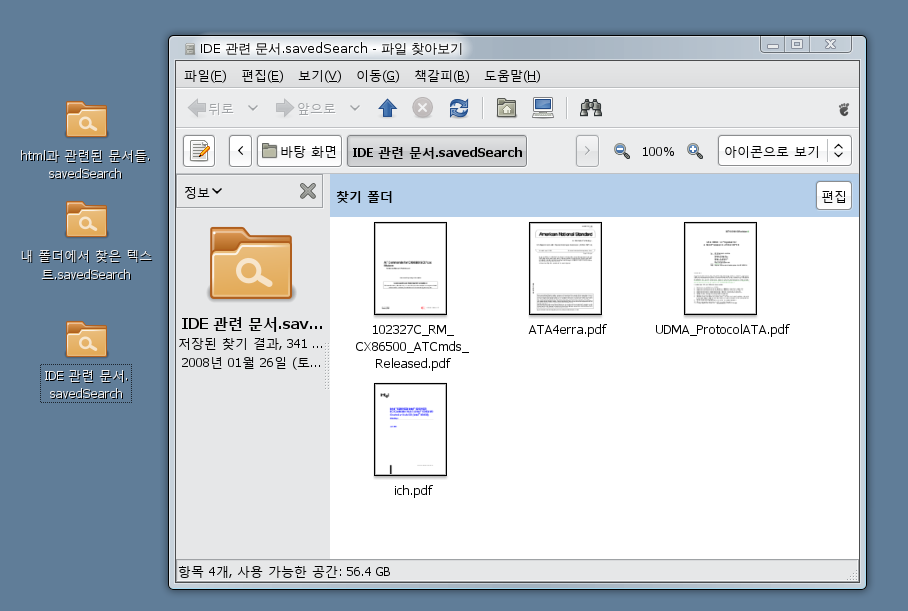 html과 관련된 문서들.
savedSearch
내 폴더에서 찾은 텍스
트.savedSearch
IDE 관련 문서.
savedSearch
IDE 관련 문서.savedSearch - 파일 찾아보기
파일(F) 편집(E) 보기(V) 이동(G) 책갈피(B) 도움말(H)
뒤로 앞으로
바탕 화면 IDE 관련 문서.savedSearch 100% 아이콘으로 보기
정보
찾기 폴더 편집
IDE 관련 문서.sav...
저장된 찾기 결과, 341 ...
2008년 01월 26일 (토...
102327C_RM_
CX86500_ATCmds_
Released.pdf
ATA4erra.pdf
UDMA_ProtocolATA.pdf
American National Standard
ich.pdf
항목 4개, 사용 가능한 공간: 56.4 GB